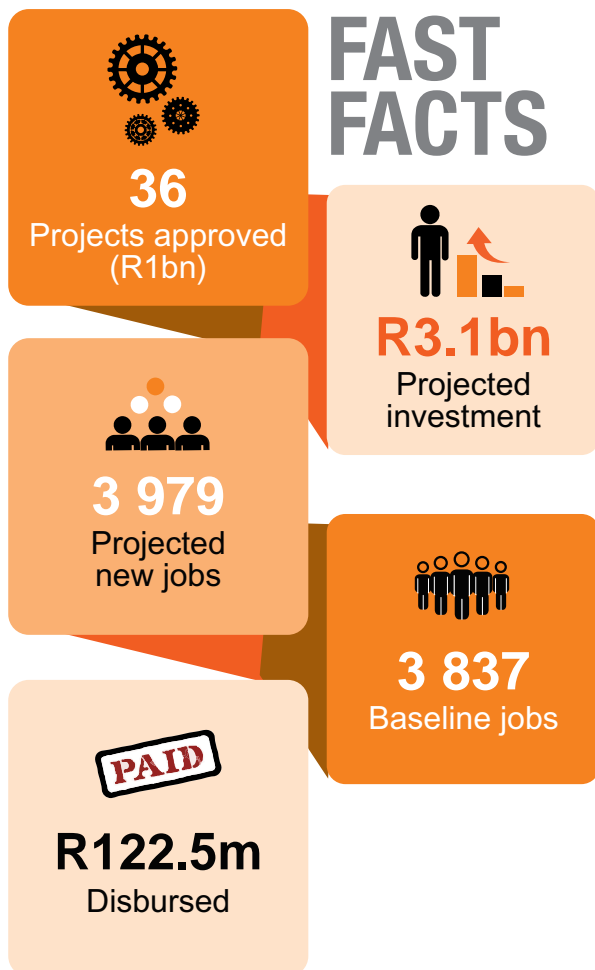 FAST
FACTS
36
Projects approved
(R1bn)
R3.1bn
Projected
investment
3 979
Projected
new jobs
3 837
Baseline jobs
PAID
R122.5m
Disbursed